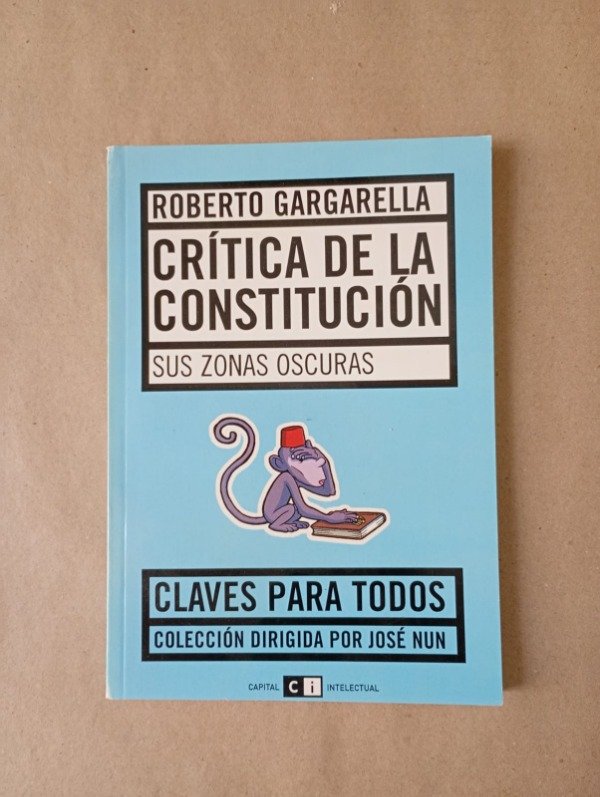 ROBERTO GARGARELLA
CRÍTICA DE LA
CONSTITUCIÓN
SUS ZONAS OSCURAS
CLAVES PARA TODOS
COLECCIÓN DIRIGIDA POR JOSÉ NUN
CAPITAL Ci INTELECTUAL